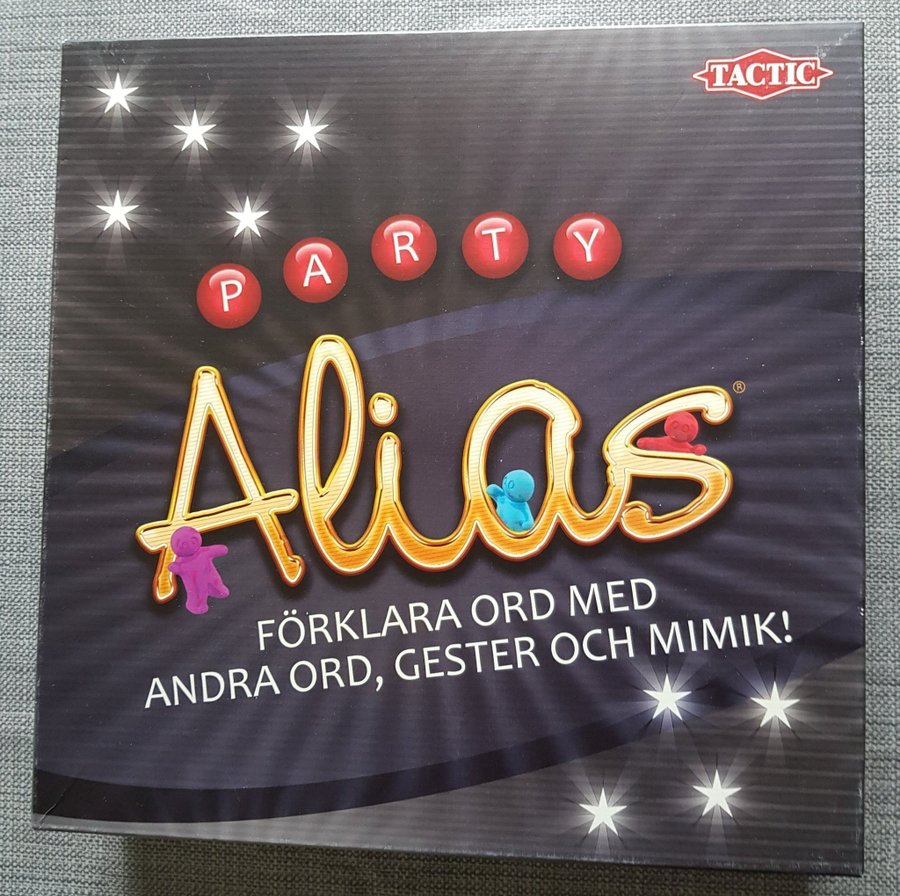 TACTIC
PARTY
Alias®
FÖRKLARA ORD MED
ANDRA ORD, GESTER OCH MIMIK!